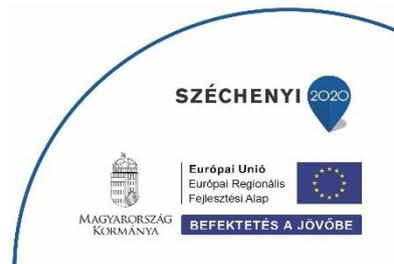 SZÉCHENYI 2020
MAGYARORSZÁG
KORMÁNYA
Európai Unió
Európai Regionális
Fejlesztési Alap
BEFEKTETÉS A JÖVŐBE